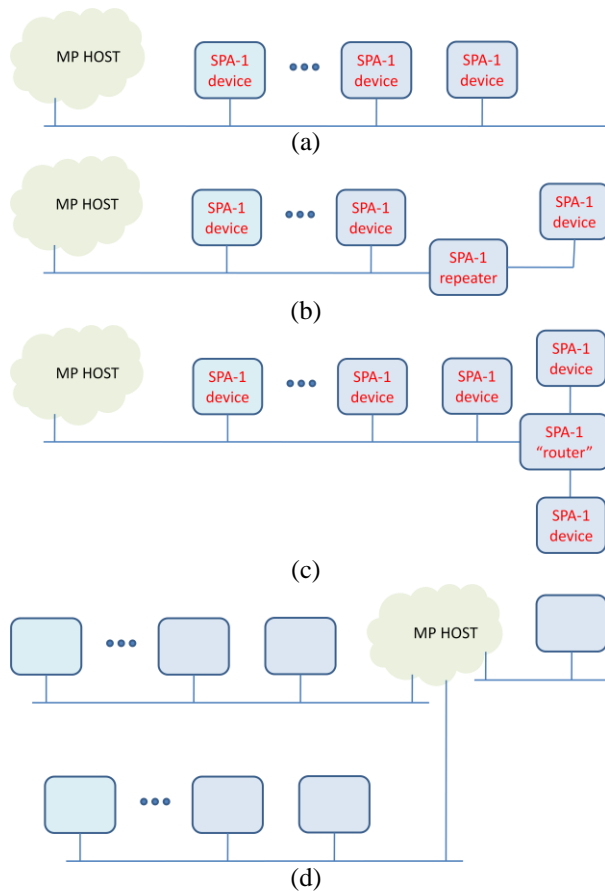 MP HOST
SPA-1
device
SPA-1
device
SPA-1
device
(a)
MP HOST
SPA-1
device
SPA-1
device
SPA-1
repeater
SPA-1
device
(b)
MP HOST
SPA-1
device
SPA-1
device
SPA-1
device
SPA-1
device
SPA-1
“router”
SPA-1
device
(c)
MP HOST
(d)